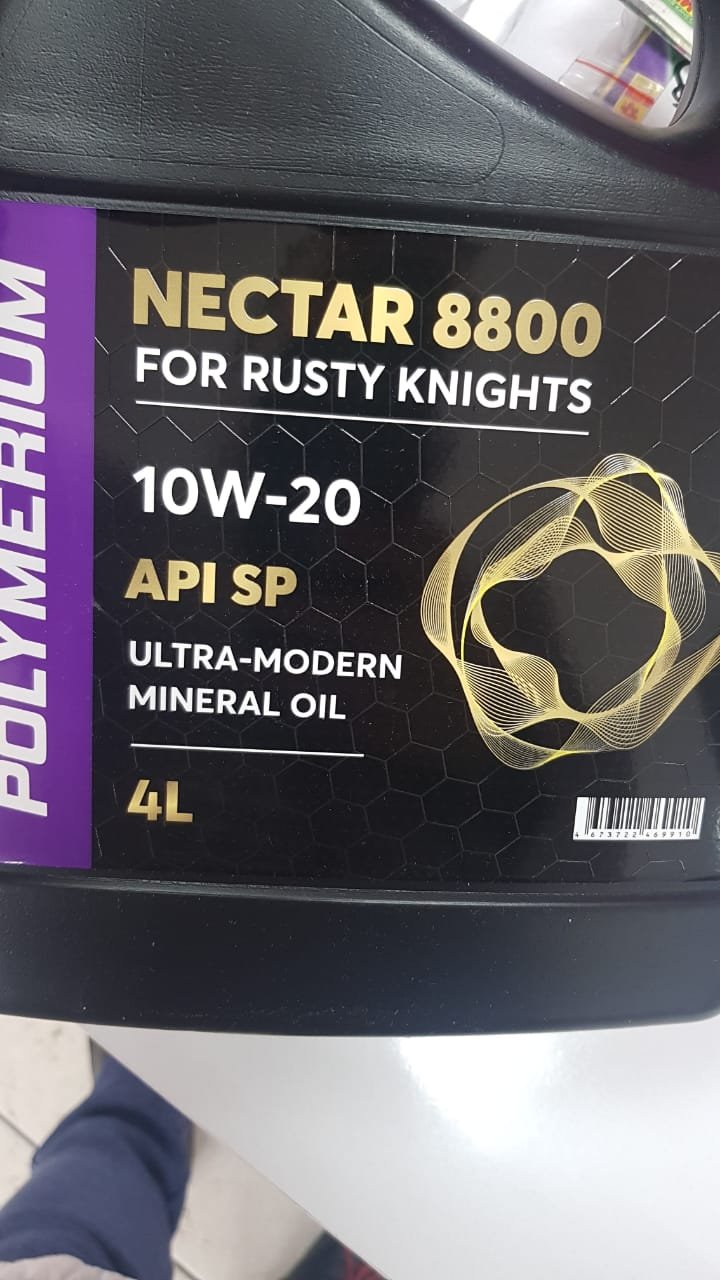 POLYMERIUM
NECTAR 8800
FOR RUSTY KNIGHTS
10W-20
API SP
ULTRA-MODERN
MINERAL OIL
4L
4 673722 469910